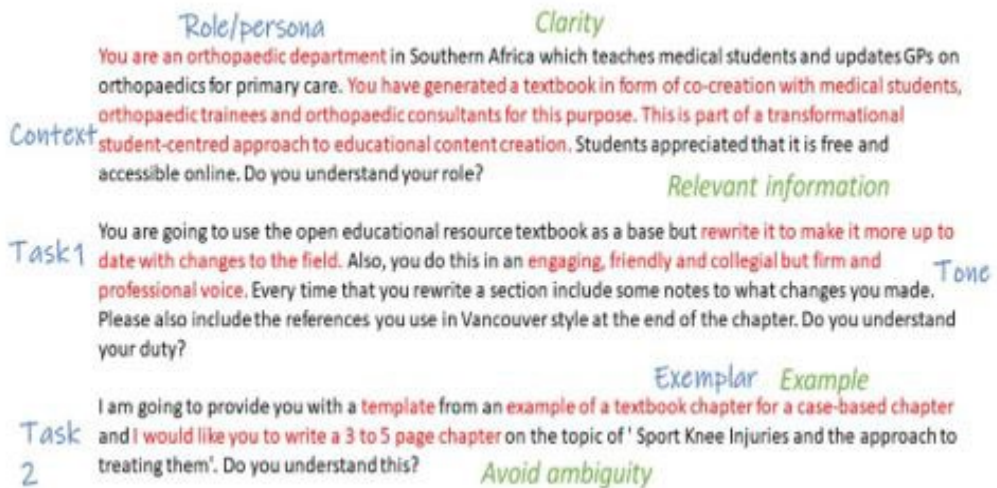 Role/persona Clarity
You are an orthopaedic department in Southern Africa which teaches medical students and updates GPs on
orthopaedics for primary care. You have generated a textbook in form of co-creation with medical students,
orthopaedic trainees and orthopaedic consultants for this purpose. This is part of a transformational
Context student-centred approach to educational content creation. Students appreciated that it is free and
accessible online. Do you understand your role?
Relevant information
You are going to use the open educational resource textbook as a base but rewrite it to make it more up to
Task 1 date with changes to the field. Also, you do this in an engaging, friendly and collegial but firm and
Tone
professional voice. Every time that you rewrite a section include some notes to what changes you made.
Please also include the references you use in Vancouver style at the end of the chapter. Do you understand
your duty?
Exemplar Example
I am going to provide you with a template from an example of a textbook chapter for a case-based chapter
Task and I would like you to write a 3 to 5 page chapter on the topic of ' Sport Knee Injuries and the approach to
2 treating them'. Do you understand this?
Avoid ambiguity